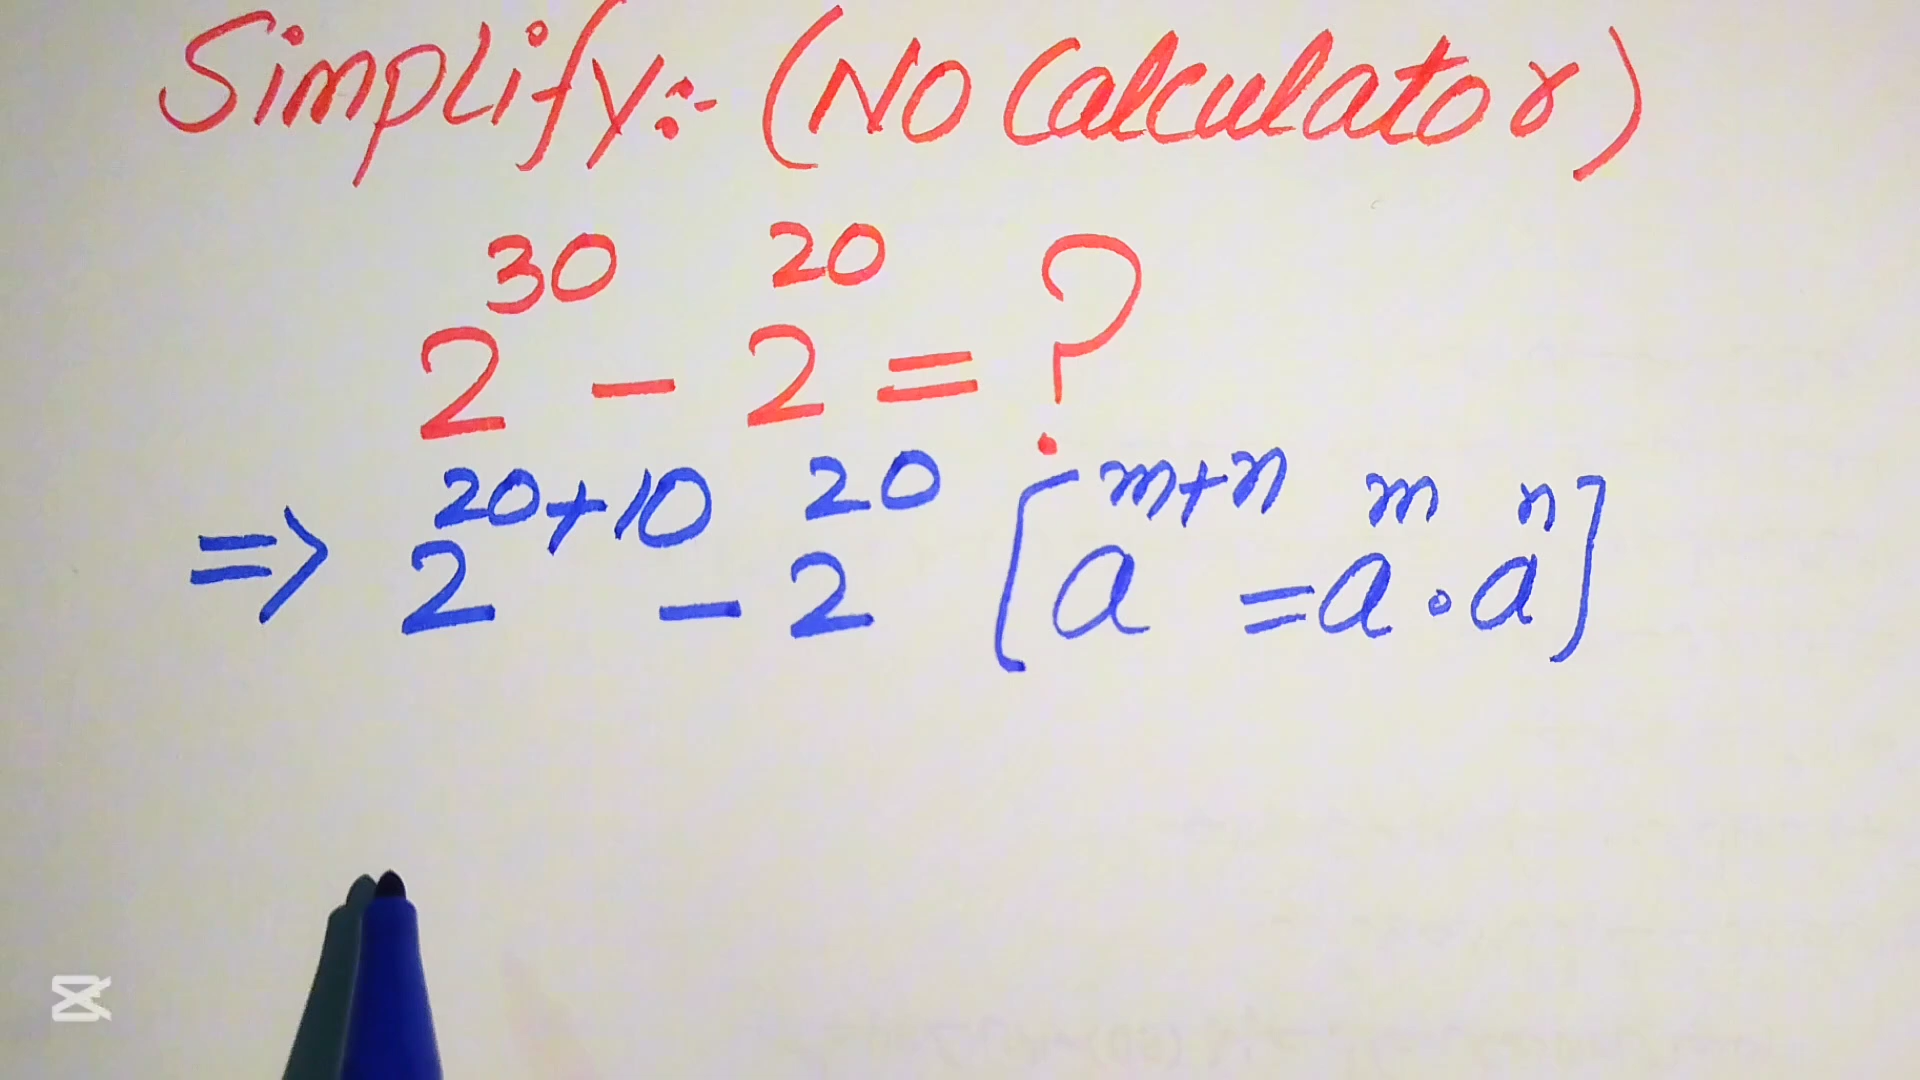 Simplify:- (No Calculator)
2^30 - 2^20 = ?
=> 2^20+10 - 2^20 [a^m+n = a^m . a^n]